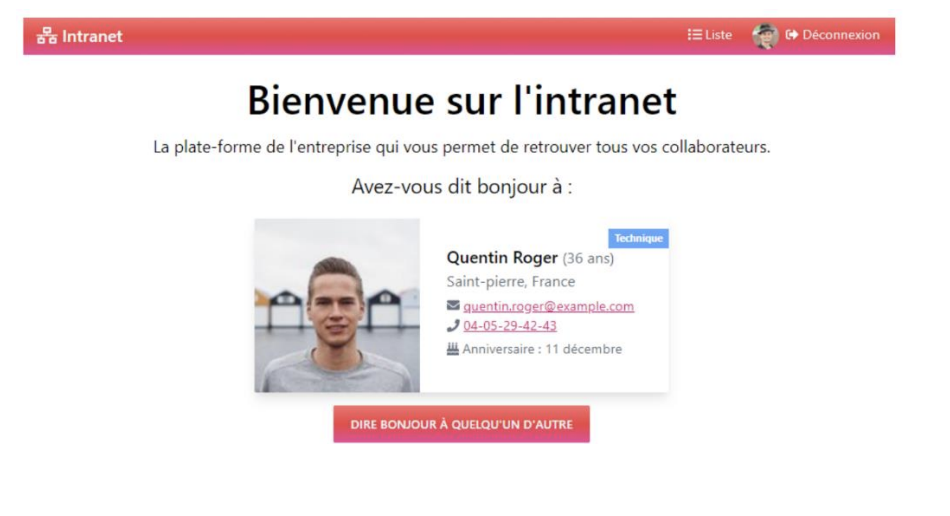 Intranet
Liste
Déconnexion
Bienvenue sur l'intranet
La plate-forme de l'entreprise qui vous permet de retrouver tous vos collaborateurs.
Avez-vous dit bonjour à :
Technique
Quentin Roger (36 ans)
Saint-pierre, France
quentin.roger@example.com
04-05-29-42-43
Anniversaire : 11 décembre
DIRE BONJOUR À QUELQU'UN D'AUTRE